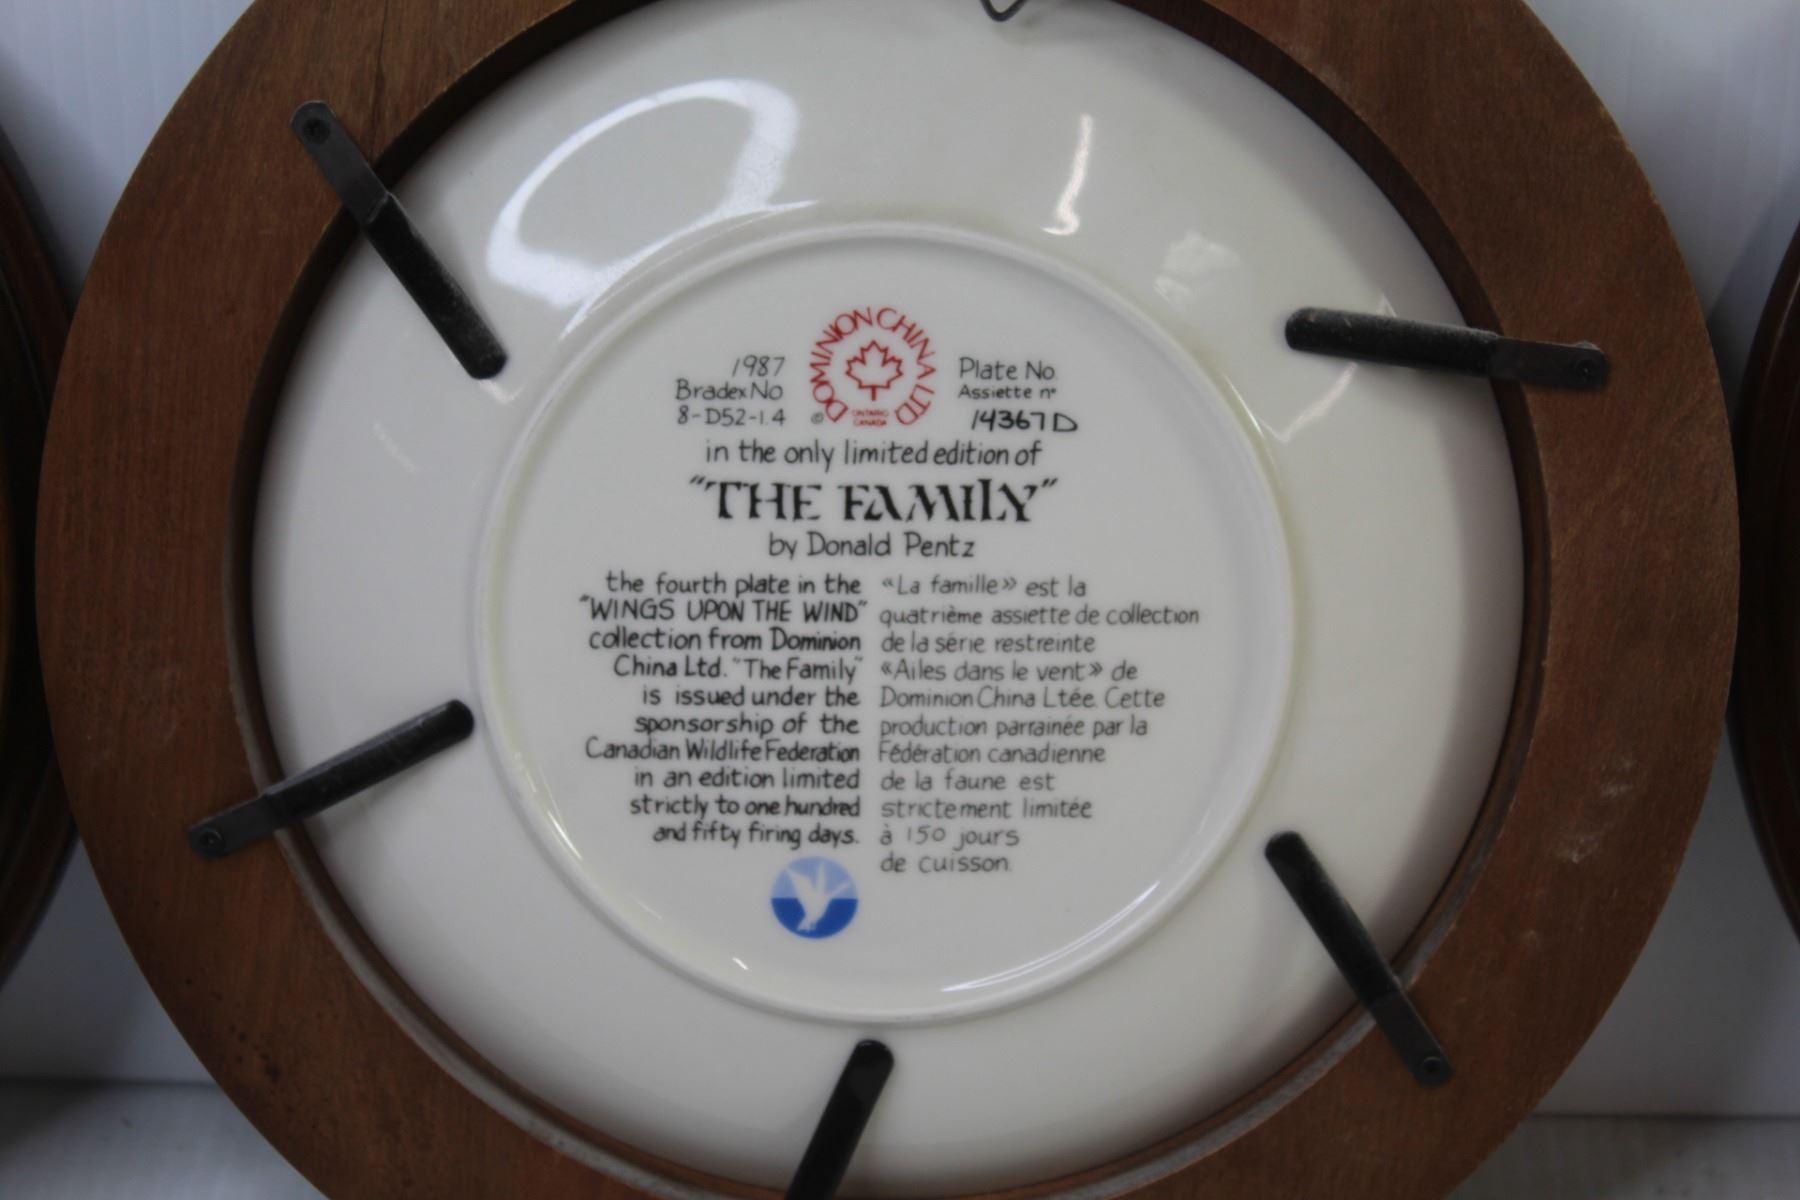 DOMINION CHINA LTD
ONTARIO
CANADA
©
1987
Bradex No
8-D52-1.4
Plate No.
Assiette n°
14367D
in the only limited edition of
"THE FAMILY"
by Donald Pentz
the fourth plate in the
"WINGS UPON THE WIND"
collection from Dominion
China Ltd. "The Family"
is issued under the
sponsorship of the
Canadian Wildlife Federation
in an edition limited
strictly to one hundred
and fifty firing days.
«La famille» est la
quatrième assiette de collection
de la série restreinte
«Ailes dans le vent» de
Dominion China Ltée. Cette
production parrainée par la
Fédération canadienne
de la faune est
strictement limitée
à 150 jours
de cuisson.